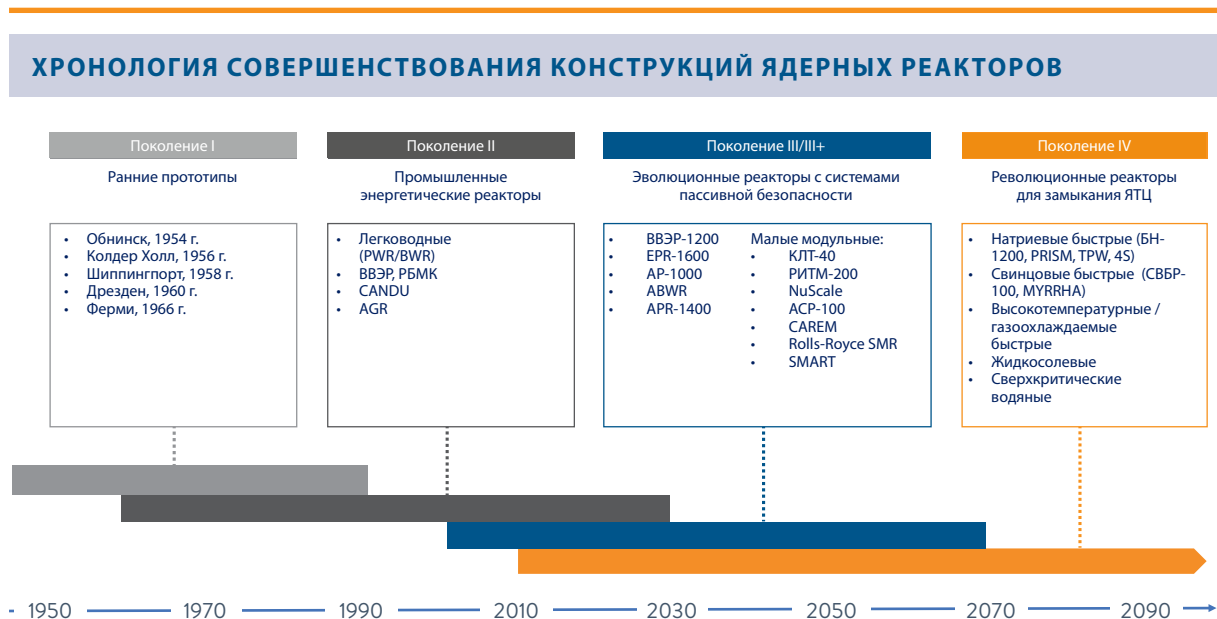 ХРОНОЛОГИЯ СОВЕРШЕНСТВОВАНИЯ КОНСТРУКЦИЙ ЯДЕРНЫХ РЕАКТОРОВ
Поколение I
Ранние прототипы
• Обнинск, 1954 г.
• Колдер Холл, 1956 г.
• Шиппингпорт, 1958 г.
• Дрезден, 1960 г.
• Ферми, 1966 г.
Поколение II
Промышленные
энергетические реакторы
• Легководные
(PWR/BWR)
• ВВЭР, РБМК
• CANDU
• AGR
Поколение III/III+
Эволюционные реакторы с системами
пассивной безопасности
• ВВЭР-1200
• EPR-1600
• AP-1000
• ABWR
• APR-1400
Малые модульные:
• КЛТ-40
• РИТМ-200
• NuScale
• ACP-100
• CAREM
• Rolls-Royce SMR
• SMART
Поколение IV
Революционные реакторы
для замыкания ЯТЦ
• Натриевые быстрые (БН-
1200, PRISM, TPW, 4S)
• Свинцовые быстрые (СВБР-
100, MYRRHA)
• Высокотемпературные /
газоохлаждаемые
быстрые
• Жидкосолевые
• Сверхкритические
водяные
1950 1970 1990 2010 2030 2050 2070 2090